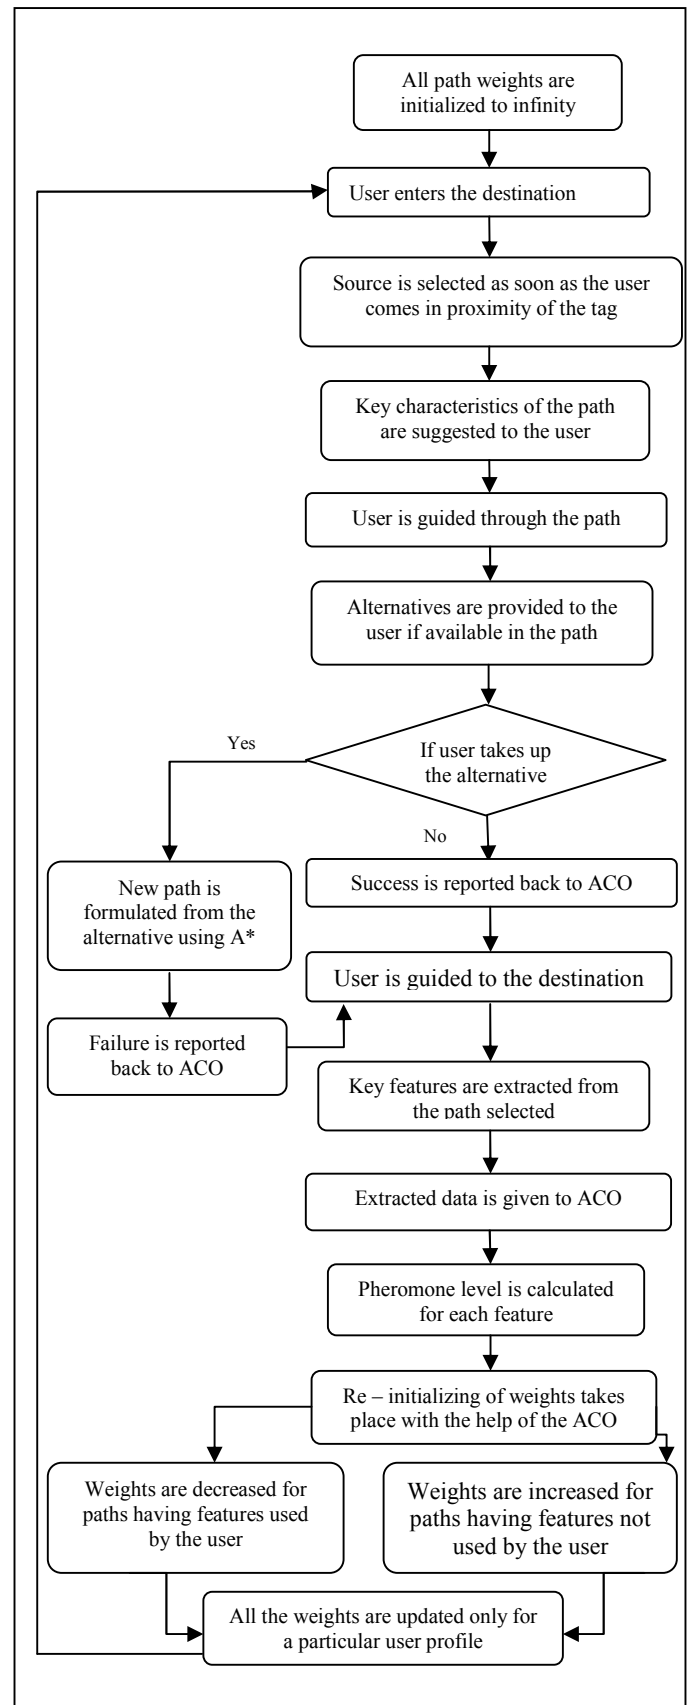 All path weights are
initialized to infinity
User enters the destination
Source is selected as soon as the user
comes in proximity of the tag
Key characteristics of the path
are suggested to the user
User is guided through the path
Alternatives are provided to the
user if available in the path
If user takes up
the alternative
Yes
No
New path is
formulated from the
alternative using A*
Failure is reported
back to ACO
Success is reported back to ACO
User is guided to the destination
Key features are extracted from
the path selected
Extracted data is given to ACO
Pheromone level is calculated
for each feature
Re – initializing of weights takes
place with the help of the ACO
Weights are decreased for
paths having features used
by the user
Weights are increased for
paths having features not
used by the user
All the weights are updated only for
a particular user profile